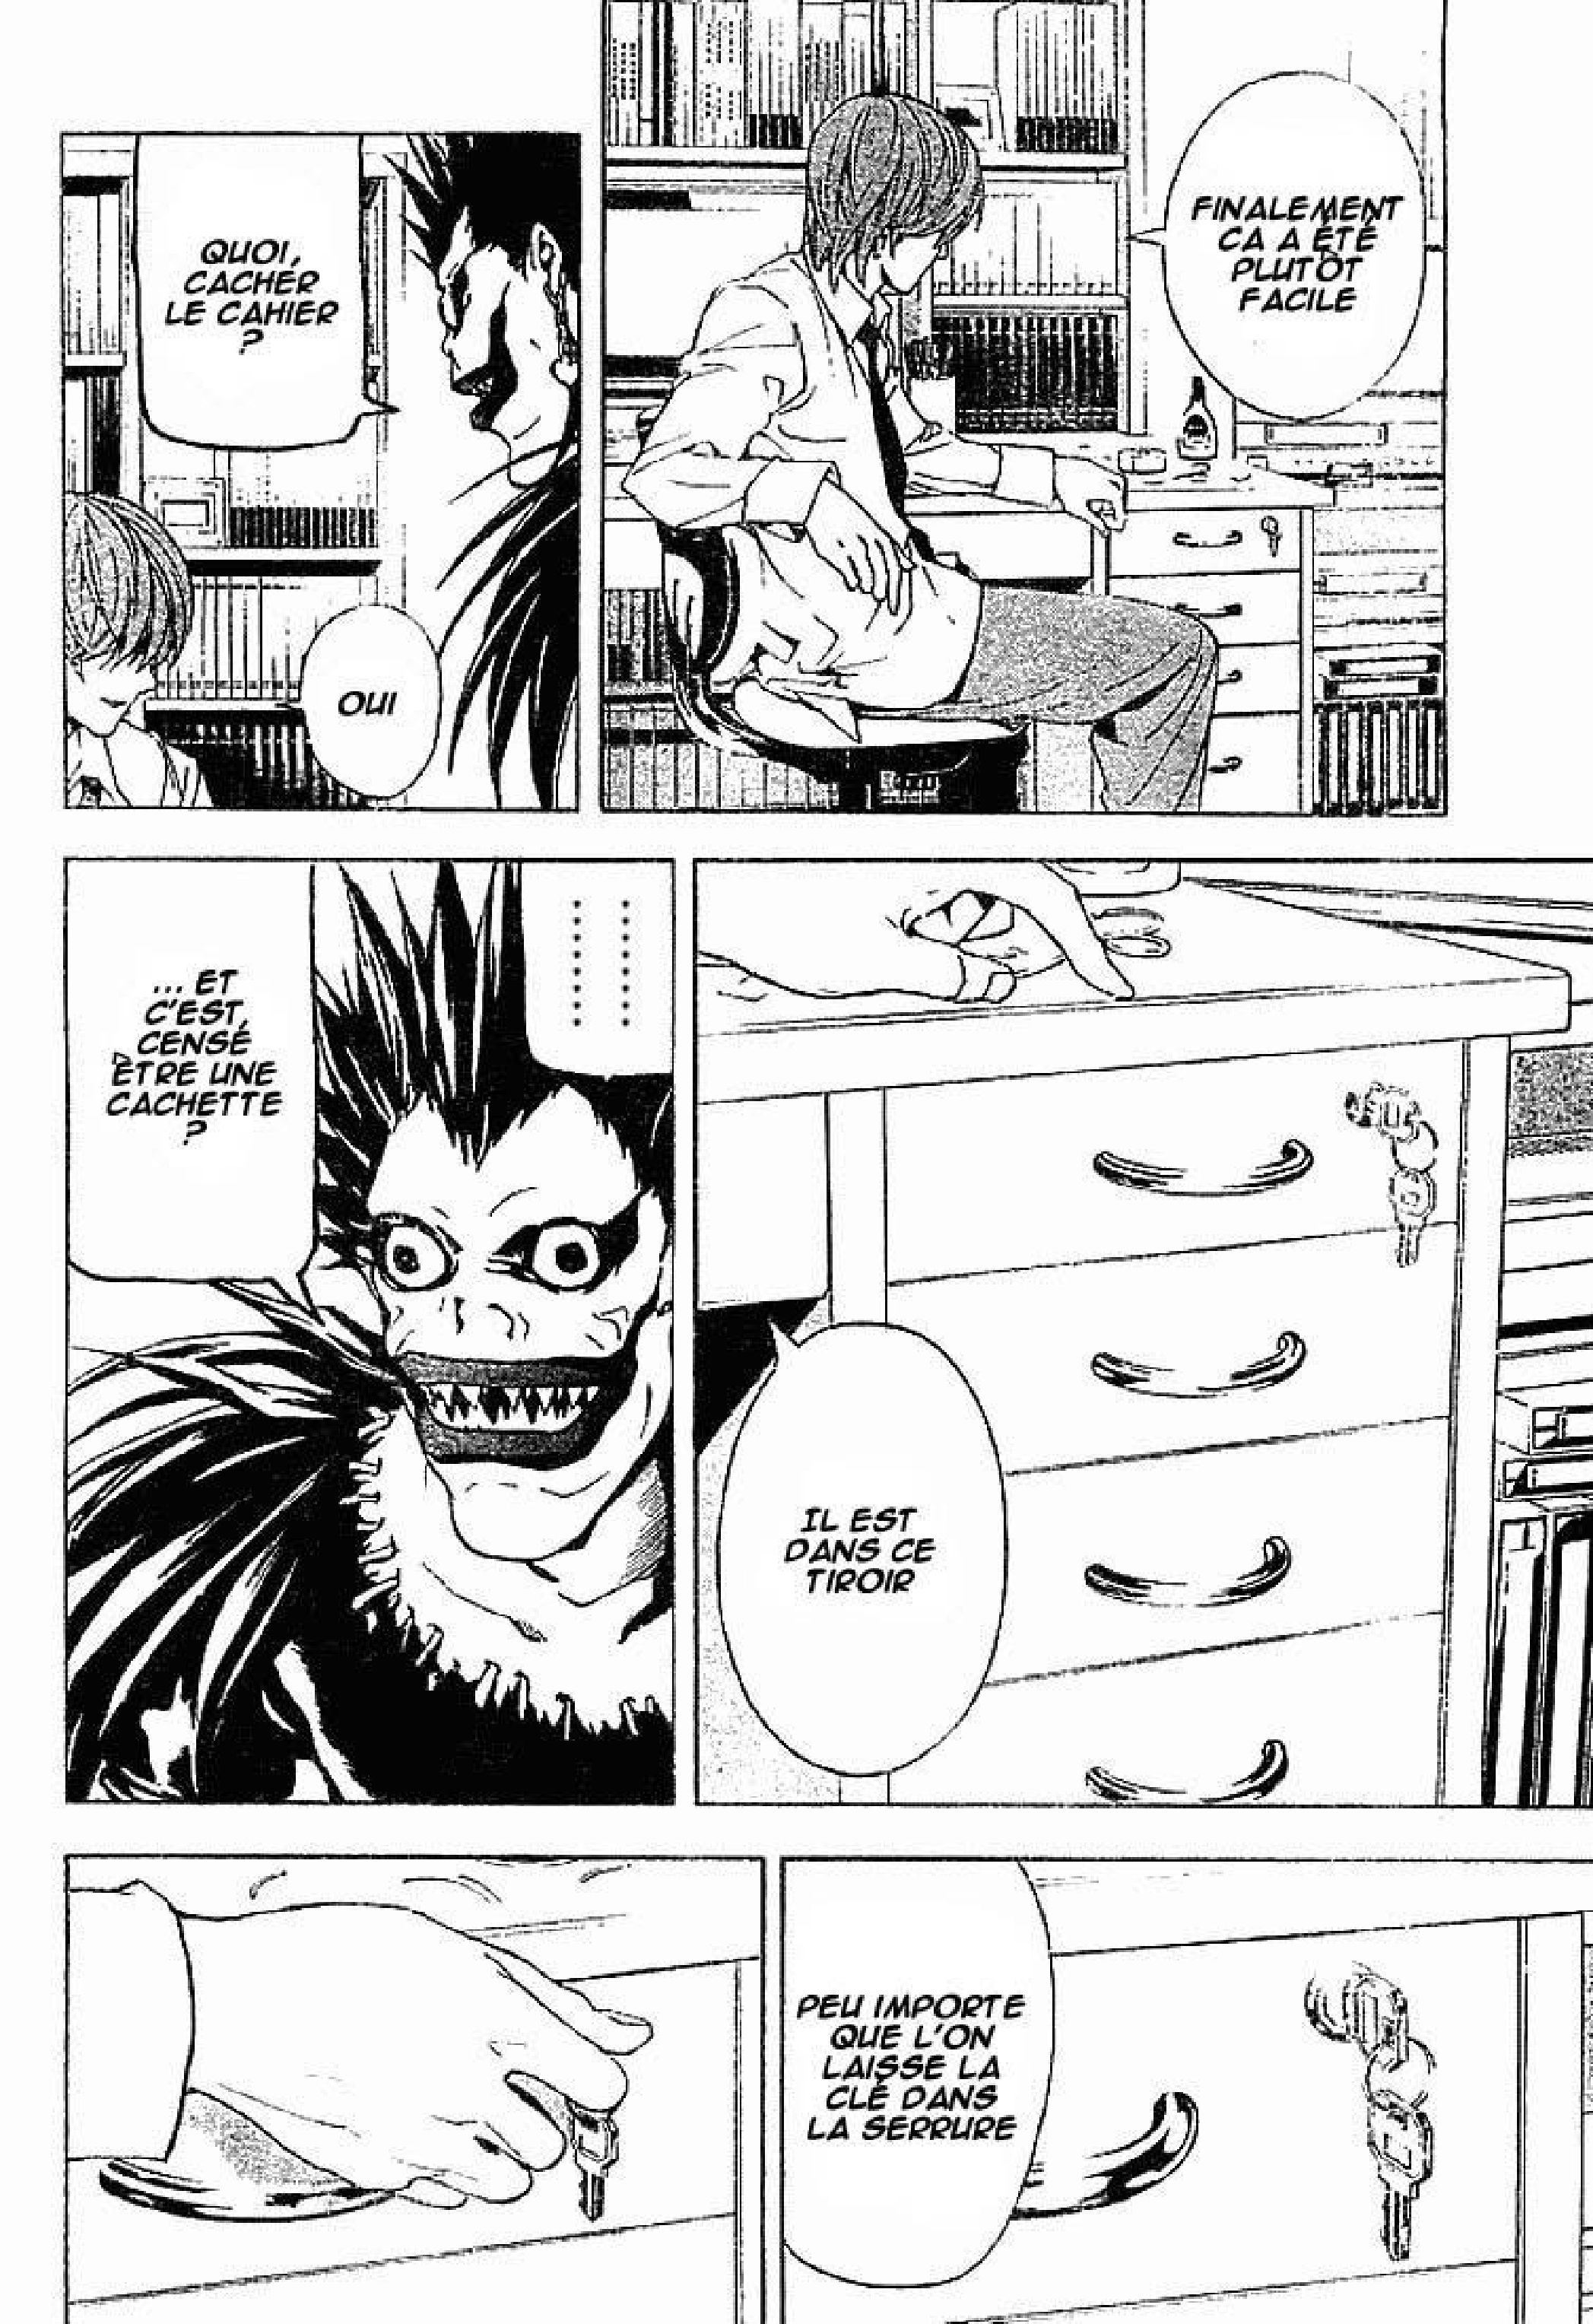 FINALEMENT
CA A ÉTÉ
PLUTÔT
FACILE
QUOI,
CACHER
LE CAHIER
?
OUI
IL EST
DANS CE
TIROIR
... ET
C'EST
CENSÉ
ÊTRE UNE
CACHETTE
?
PEU IMPORTE
QUE L'ON
LAISSE LA
CLÉ DANS
LA SERRURE